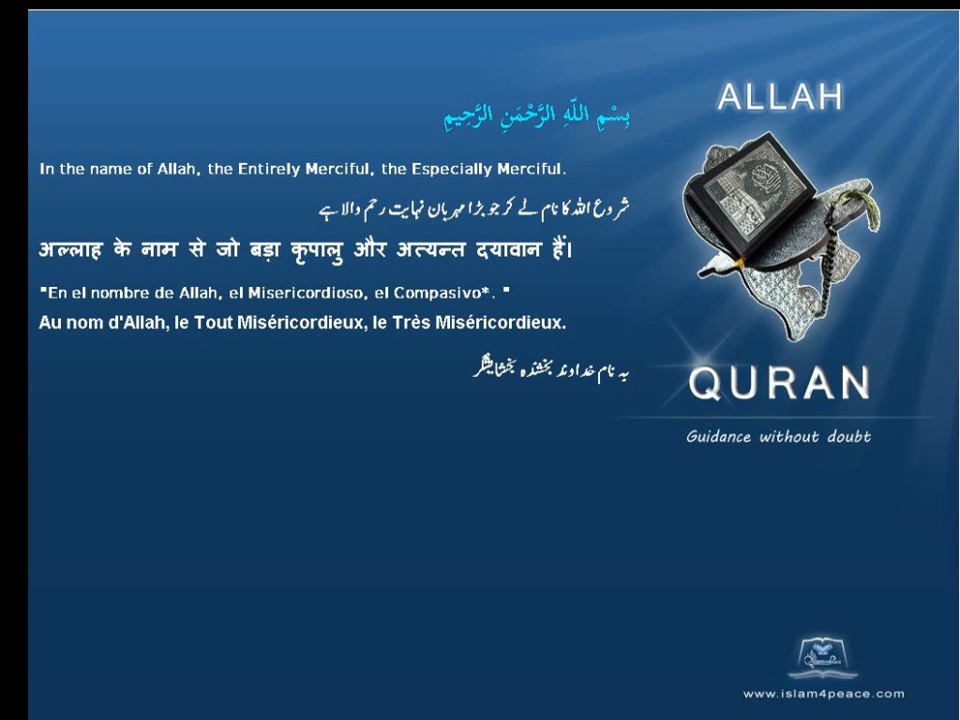 بِسْمِ اللَّهِ الرَّحْمَنِ الرَّحِيمِ
In the name of Allah, the Entirely Merciful, the Especially Merciful.
شروع الله کا نام لے کر جو بڑا مہربان نہایت رحم والا ہے
अल्लाह के नाम से जो बड़ा कृपालु और अत्यन्त दयावान हैं।
"En el nombre de Allah, el Misericordioso, el Compasivo*. "
Au nom d'Allah, le Tout Miséricordieux, le Très Miséricordieux.
به نام خداوند بخشنده بخشایشگر
ALLAH
QURAN
Guidance without doubt
www.islam4peace.com